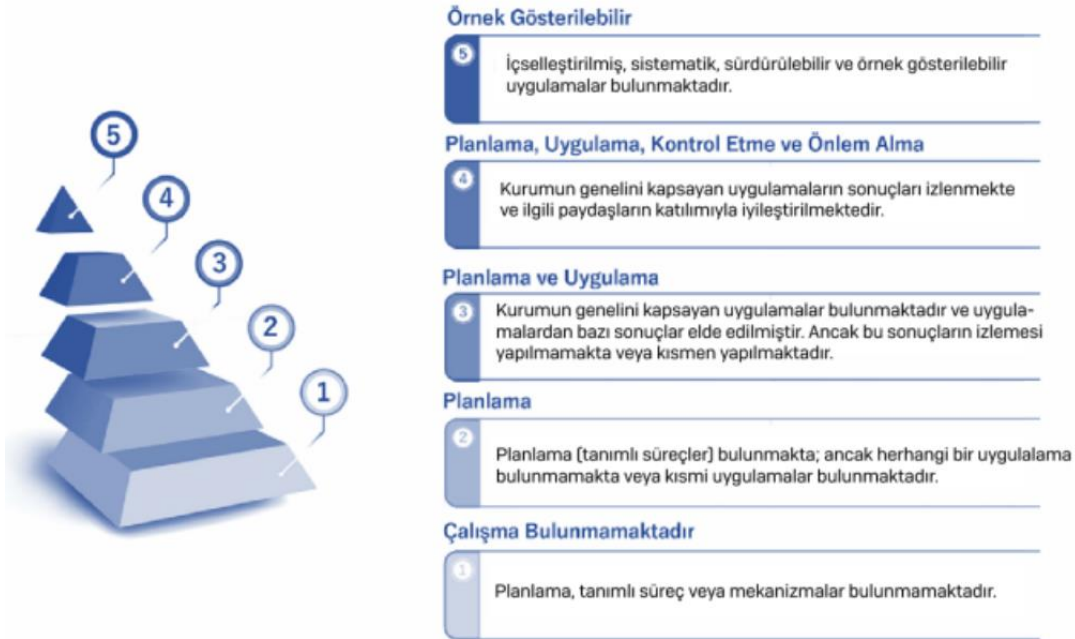 Örnek Gösterilebilir
5
İçselleştirilmiş, sistematik, sürdürülebilir ve örnek gösterilebilir
uygulamalar bulunmaktadır.
Planlama, Uygulama, Kontrol Etme ve Önlem Alma
4
Kurumun genelini kapsayan uygulamaların sonuçları izlenmekte
ve ilgili paydaşların katılımıyla iyileştirilmektedir.
Planlama ve Uygulama
3
Kurumun genelini kapsayan uygulamalar bulunmaktadır ve uygula-
malardan bazı sonuçlar elde edilmiştir. Ancak bu sonuçların izlemesi
yapılmamakta veya kısmen yapılmaktadır.
Planlama
2
Planlama (tanımlı süreçler) bulunmakta; ancak herhangi bir uygulalama
bulunmamakta veya kısmi uygulamalar bulunmaktadır.
Çalışma Bulunmamaktadır
1
Planlama, tanımlı süreç veya mekanizmalar bulunmamaktadır.
5
4
3
2
1